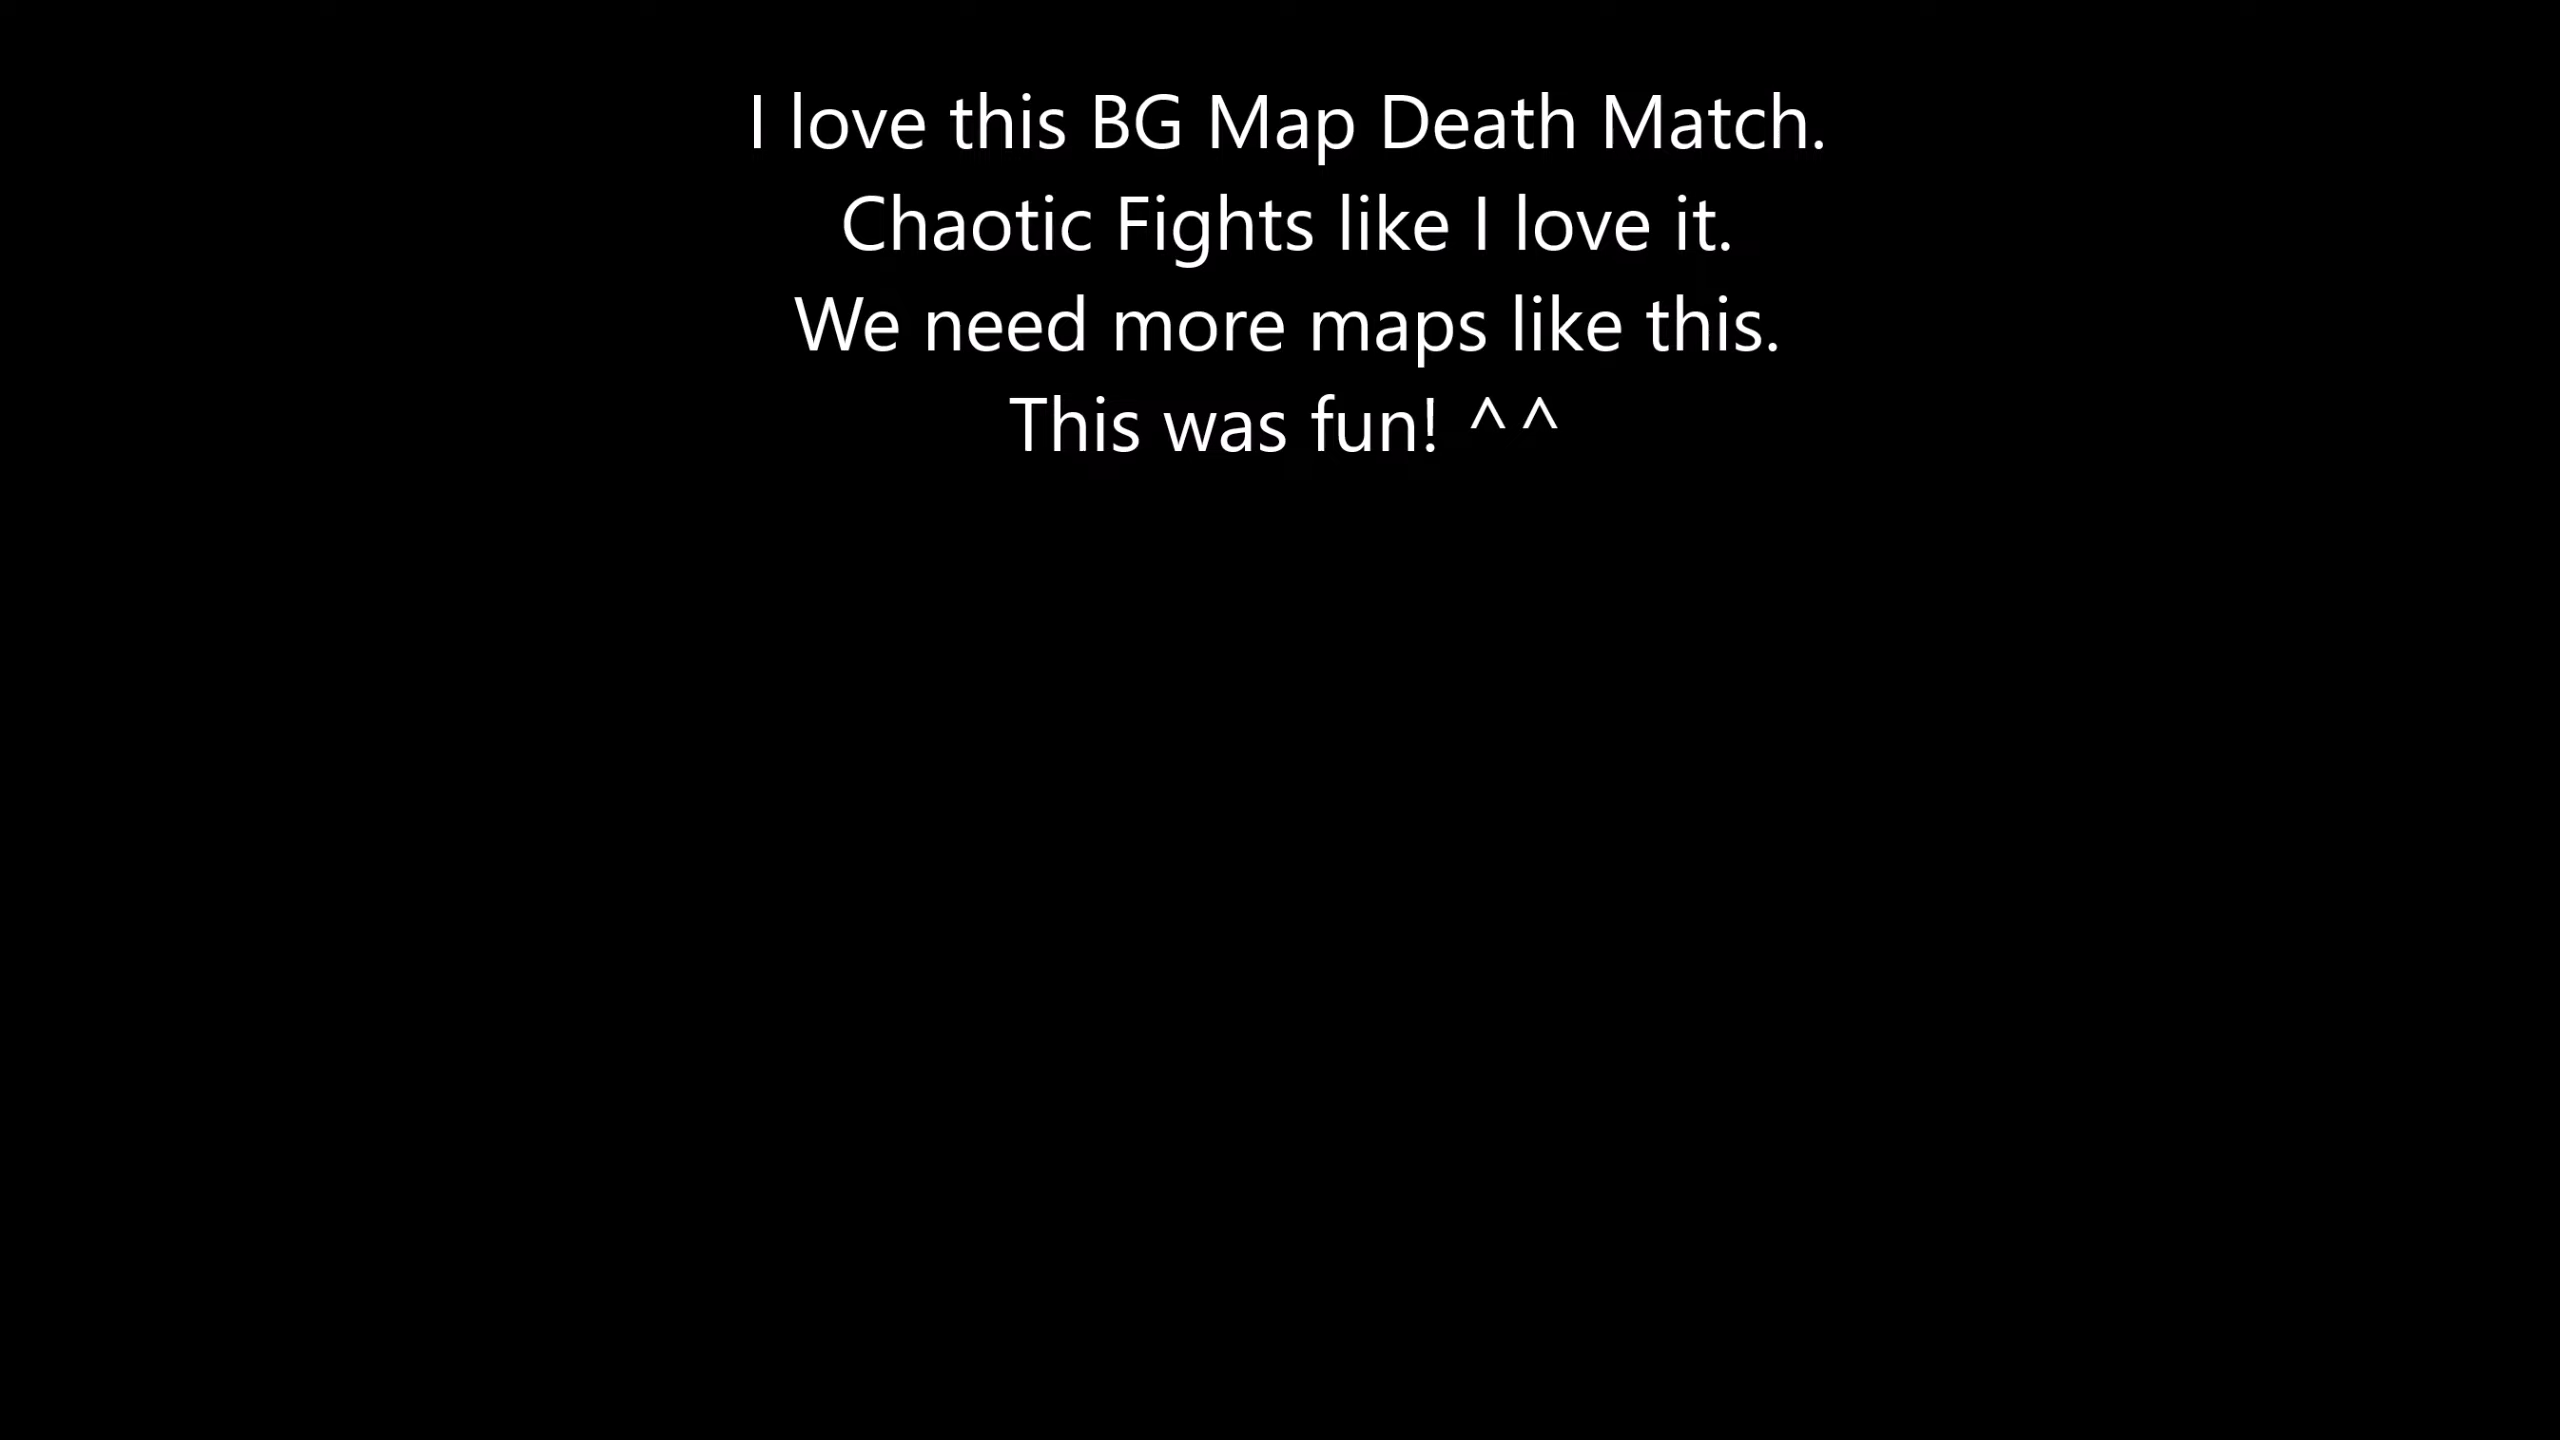 I love this BG Map Death Match.
Chaotic Fights like I love it.
We need more maps like this.
This was fun! ^^